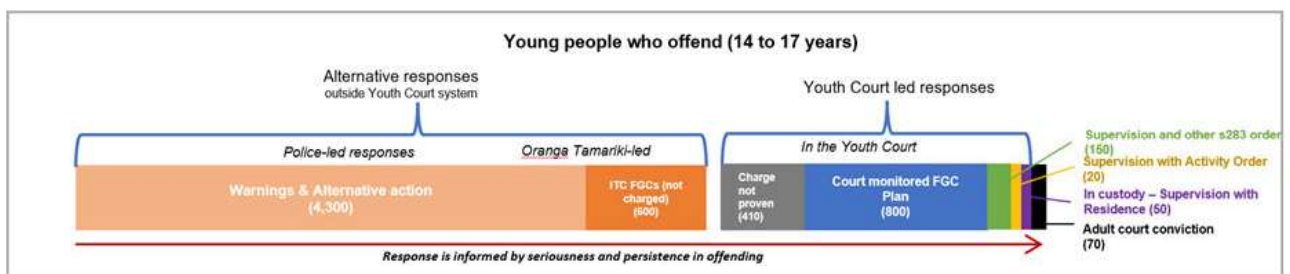 Young people who offend (14 to 17 years)
Alternative responses
outside Youth Court system
Youth Court led responses
Police-led responses
Oranga Tamariki-led
In the Youth Court
Warnings & Alternative action
(4,300)
ITC FGCs (not
charged)
(600)
Charge
not
proven
(410)
Court monitored FGC
Plan
(800)
Supervision and other s283 order
(150)
Supervision with Activity Order
(20)
In custody – Supervision with
Residence (50)
Adult court conviction
(70)
Response is informed by seriousness and persistence in offending